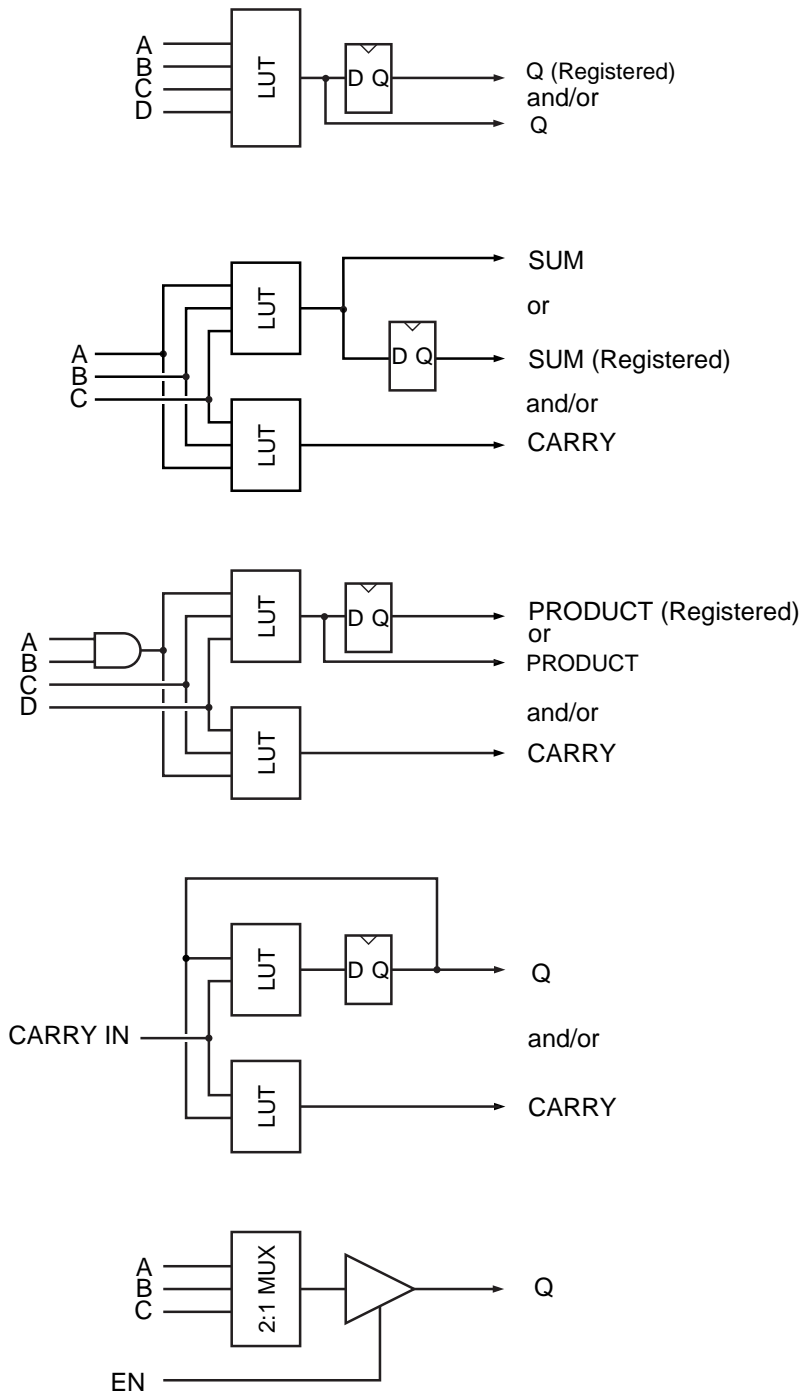 A
B
C
D
LUT
D Q
Q (Registered)
and/or
Q
A
B
C
LUT
LUT
D Q
SUM
or
SUM (Registered)
and/or
CARRY
A
B
C
D
LUT
LUT
D Q
PRODUCT (Registered)
or
PRODUCT
and/or
CARRY
CARRY IN
LUT
LUT
D Q
Q
and/or
CARRY
A
B
C
2:1 MUX
EN
Q